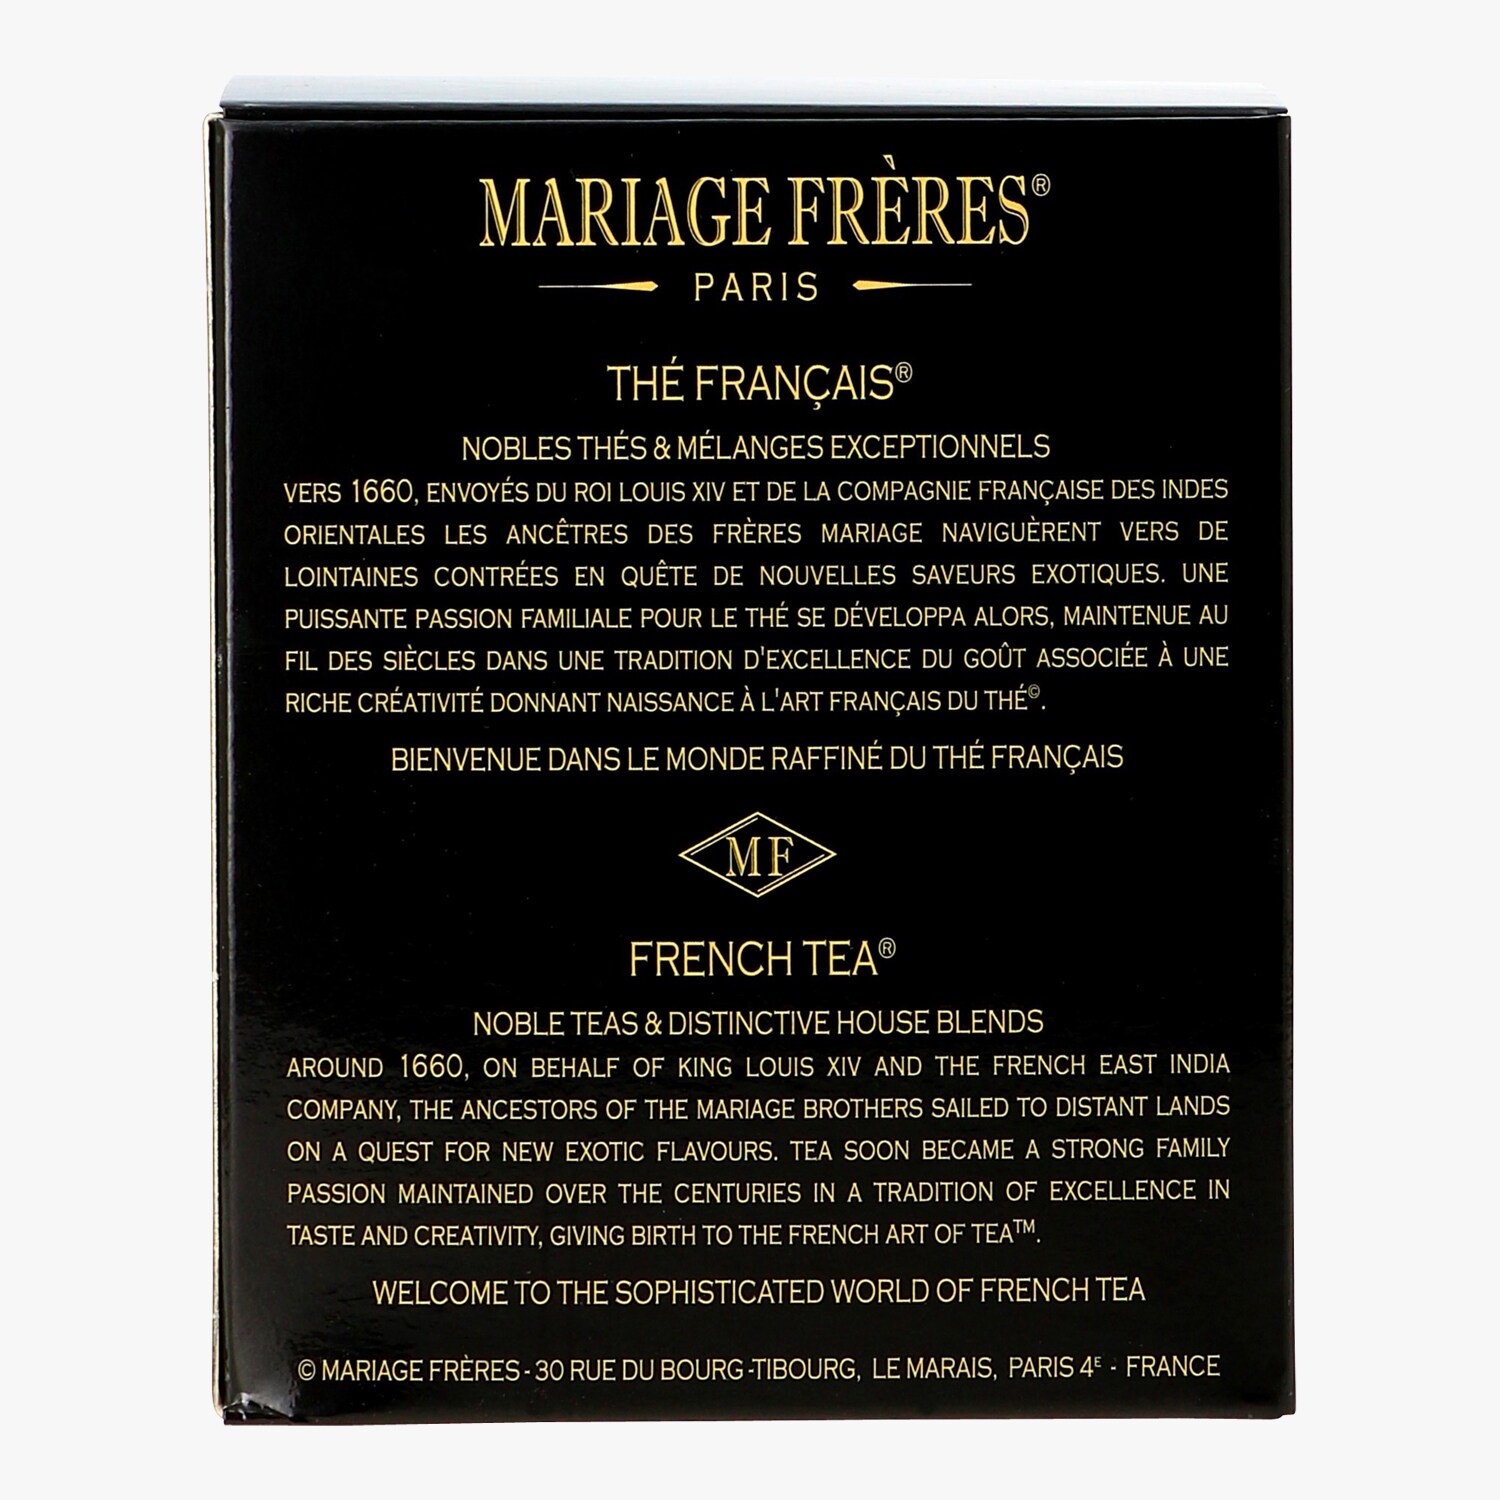 MARIAGE FRÈRES®
PARIS
THÉ FRANÇAIS®
NOBLES THÉS & MÉLANGES EXCEPTIONNELS
VERS 1660, ENVOYÉS DU ROI LOUIS XIV ET DE LA COMPAGNIE FRANÇAISE DES INDES
ORIENTALES LES ANCÊTRES DES FRÈRES MARIAGE NAVIGUÈRENT VERS DE
LOINTAINES CONTRÉES EN QUÊTE DE NOUVELLES SAVEURS EXOTIQUES. UNE
PUISSANTE PASSION FAMILIALE POUR LE THÉ SE DÉVELOPPA ALORS, MAINTENUE AU
FIL DES SIÈCLES DANS UNE TRADITION D'EXCELLENCE DU GOÛT ASSOCIÉE À UNE
RICHE CRÉATIVITÉ DONNANT NAISSANCE À L'ART FRANÇAIS DU THÉ©.
BIENVENUE DANS LE MONDE RAFFINÉ DU THÉ FRANÇAIS
MF
FRENCH TEA®
NOBLE TEAS & DISTINCTIVE HOUSE BLENDS
AROUND 1660, ON BEHALF OF KING LOUIS XIV AND THE FRENCH EAST INDIA
COMPANY, THE ANCESTORS OF THE MARIAGE BROTHERS SAILED TO DISTANT LANDS
ON A QUEST FOR NEW EXOTIC FLAVOURS. TEA SOON BECAME A STRONG FAMILY
PASSION MAINTAINED OVER THE CENTURIES IN A TRADITION OF EXCELLENCE IN
TASTE AND CREATIVITY, GIVING BIRTH TO THE FRENCH ART OF TEA™.
WELCOME TO THE SOPHISTICATED WORLD OF FRENCH TEA
© MARIAGE FRÈRES - 30 RUE DU BOURG-TIBOURG, LE MARAIS, PARIS 4ᴱ - FRANCE